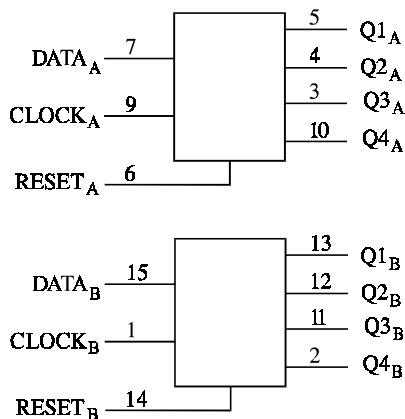 5 Q1A
DATAA 7
4 Q2A
3 Q3A
CLOCKA 9
10 Q4A
RESETA 6
13 Q1B
DATAB 15
12 Q2B
11 Q3B
CLOCKB 1
2 Q4B
RESETB 14